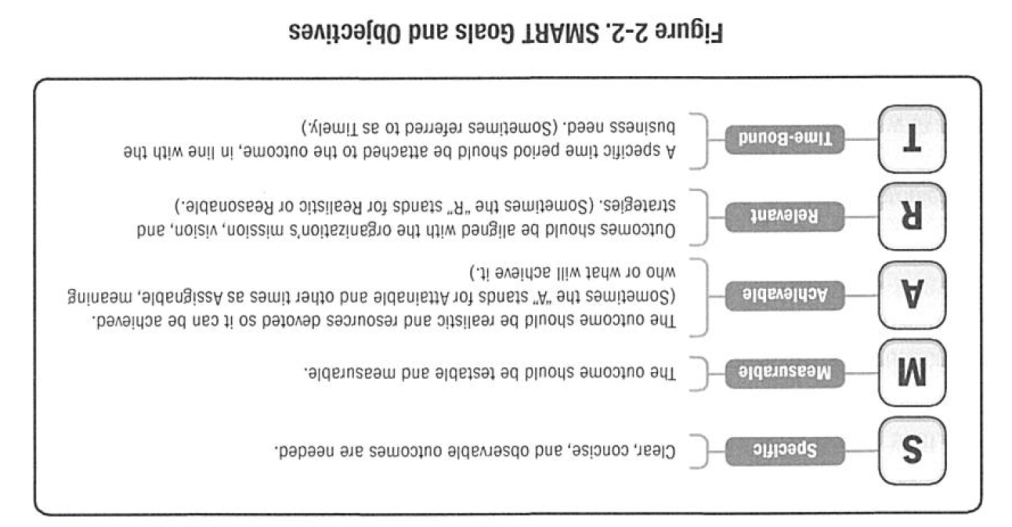 S
Specific
Clear, concise, and observable outcomes are needed.
M
Measurable
The outcome should be testable and measurable.
A
Achievable
The outcome should be realistic and resources devoted so it can be achieved.
(Sometimes the "A" stands for Attainable and other times as Assignable, meaning
who or what will achieve it.)
R
Relevant
Outcomes should be aligned with the organization's mission, vision, and
strategies. (Sometimes the "R" stands for Realistic or Reasonable.)
T
Time-Bound
A specific time period should be attached to the outcome, in line with the
business need. (Sometimes referred to as Timely.)
Figure 2-2. SMART Goals and Objectives